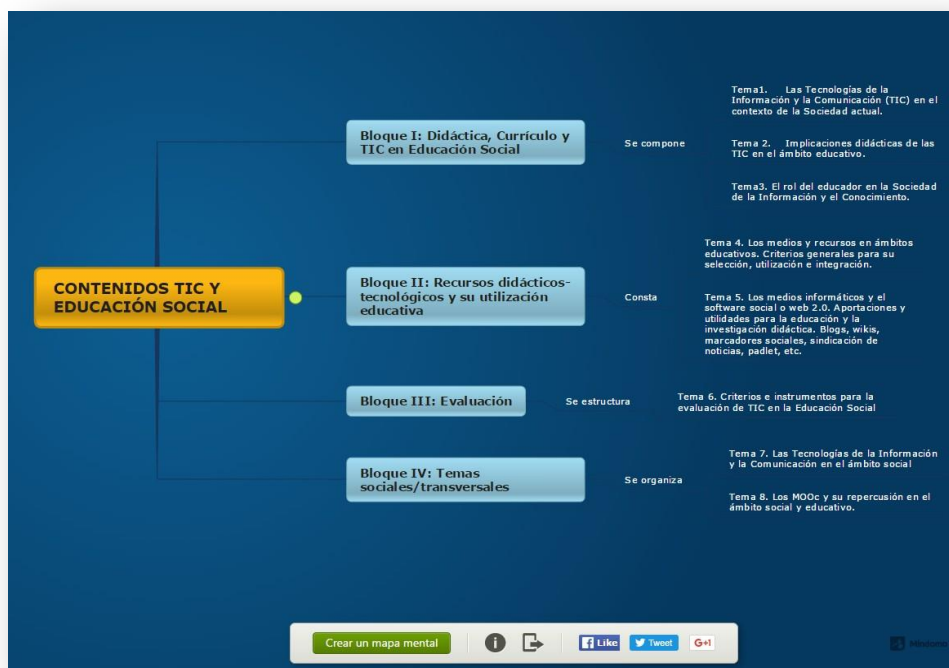 CONTENIDOS TIC Y
EDUCACIÓN SOCIAL
Bloque I: Didáctica, Currículo y
TIC en Educación Social
Se compone
Tema1. Las Tecnologías de la
Información y la Comunicación (TIC) en el
contexto de la Sociedad actual.
Tema 2. Implicaciones didácticas de las
TIC en el ámbito educativo.
Tema3. El rol del educador en la Sociedad
de la Información y el Conocimiento.
Bloque II: Recursos didácticos-
tecnológicos y su utilización
educativa
Consta
Tema 4. Los medios y recursos en ámbitos
educativos. Criterios generales para su
selección, utilización e integración.
Tema 5. Los medios informáticos y el
software social o web 2.0. Aportaciones y
utilidades para la educación y la
investigación didáctica. Blogs, wikis,
marcadores sociales, sindicación de
noticias, padlet, etc.
Bloque III: Evaluación
Se estructura
Tema 6. Criterios e instrumentos para la
evaluación de TIC en la Educación Social
Bloque IV: Temas
sociales/transversales
Se organiza
Tema 7. Las Tecnologías de la Información
y la Comunicación en el ámbito social
Tema 8. Los MOOc y su repercusión en el
ámbito social y educativo.
Crear un mapa mental
Like
Tweet
G+1